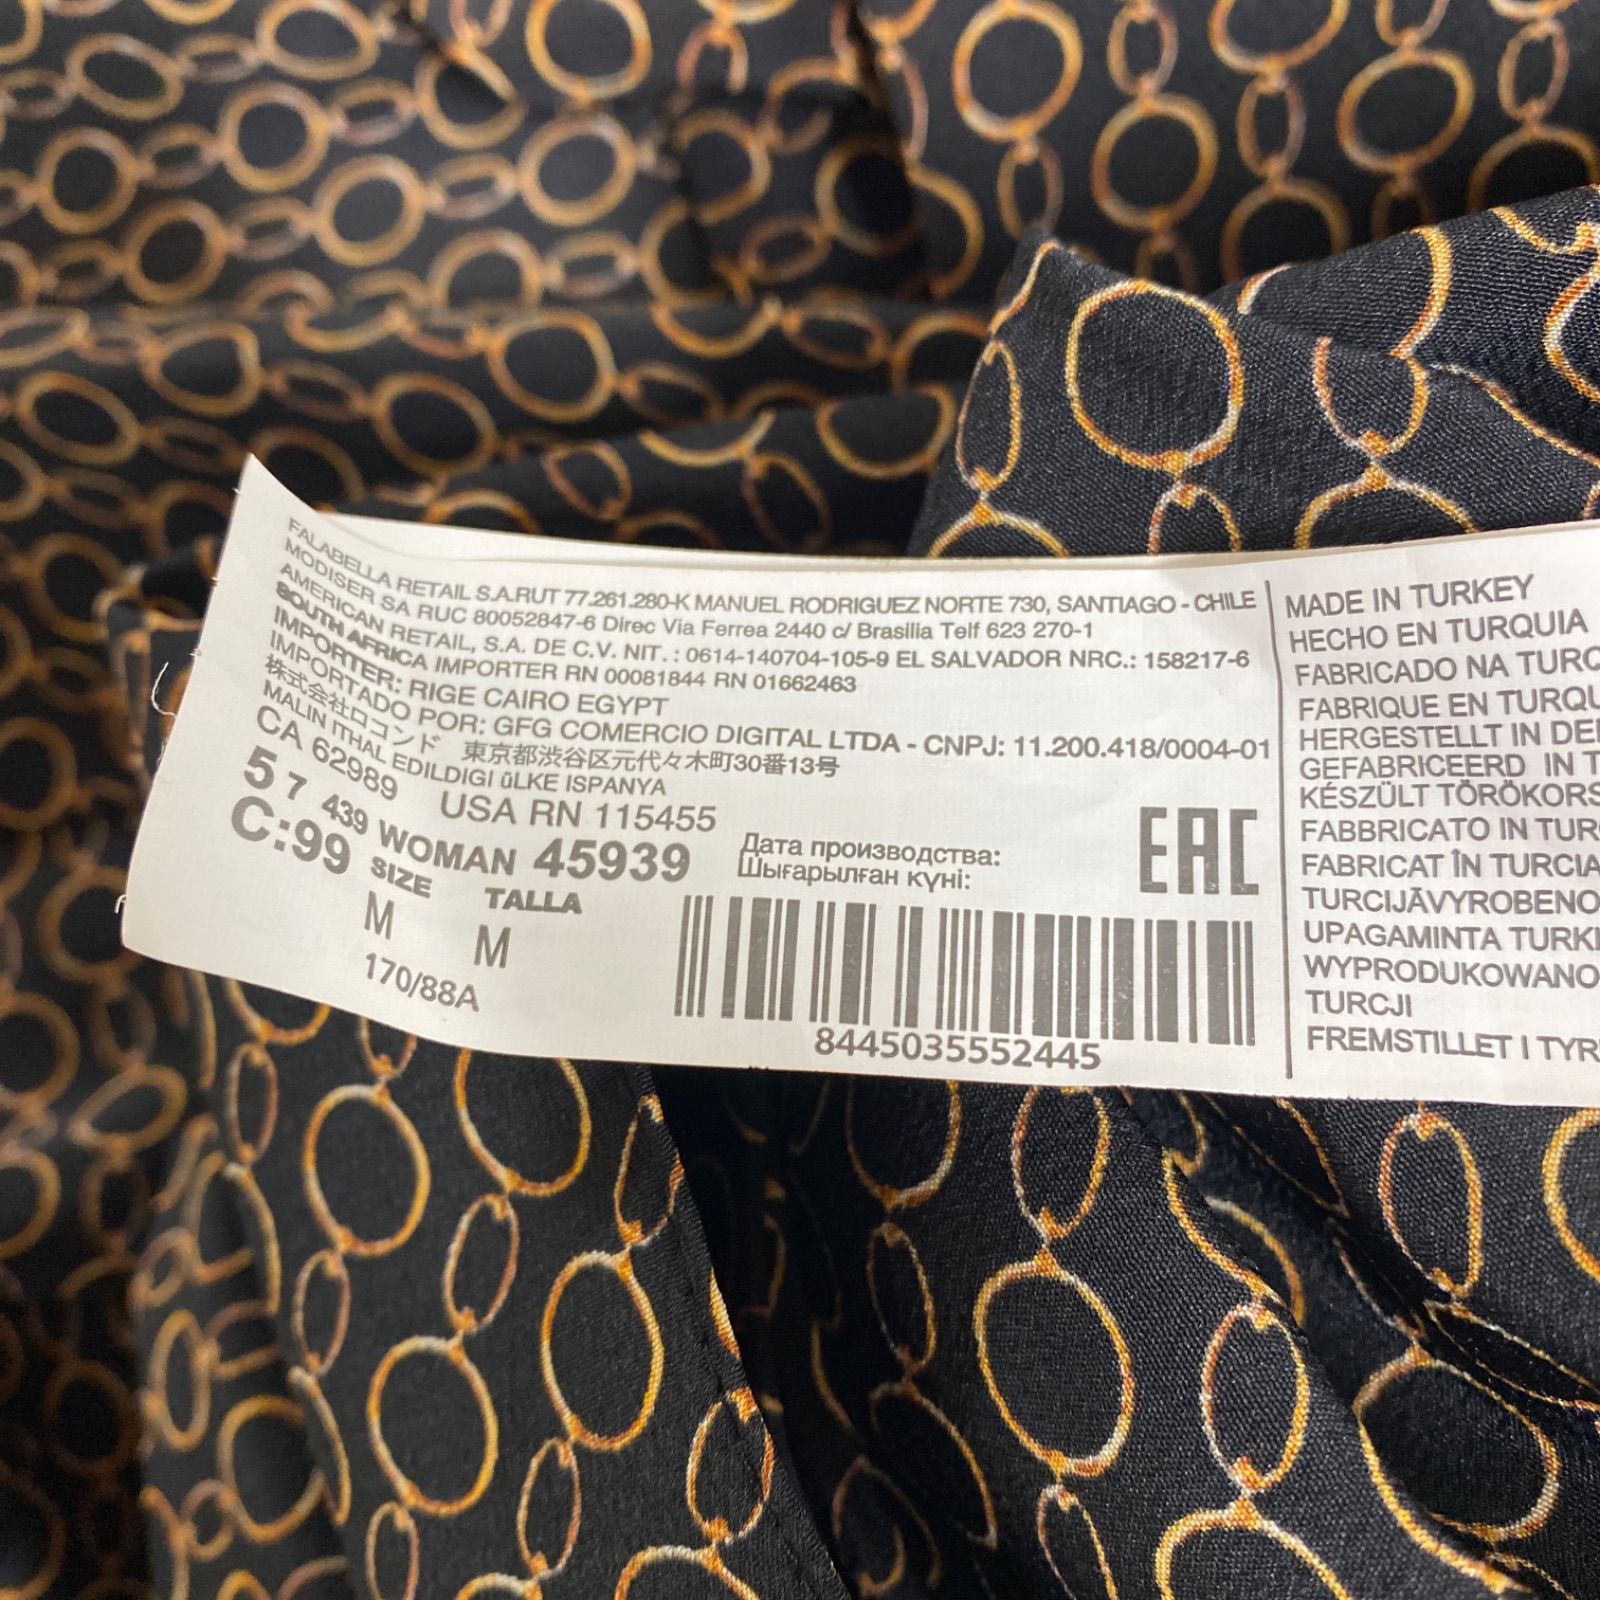 FALABELLA RETAIL S.A.RUT 77.261.280-K MANUEL RODRIGUEZ NORTE 730, SANTIAGO - CHILE
MODISER SA RUC 80052847-6 Direc Via Ferrea 2440 c/ Brasilia Telf 623 270-1
AMERICAN RETAIL, S.A. DE C.V. NIT. : 0614-140704-105-9 EL SALVADOR NRC.: 158217-6
SOUTH AFRICA IMPORTER RN 00081844 RN 01662463
IMPORTER: RIGE CAIRO EGYPT
IMPORTADO POR: GFG COMERCIO DIGITAL LTDA - CNPJ: 11.200.418/0004-01
株式会社ロコンド 東京都渋谷区元代々木町30番13号
MALIN ITHAL EDILDIGI üLKE ISPANYA
CA 62989 USA RN 115455
5 7 439 WOMAN 45939
C:99 SIZE TALLA
M M
170/88A
Дата производства:
Шығарылған күні:
EAC
8445035552445
MADE IN TURKEY
HECHO EN TURQUIA
FABRICADO NA TURQ
FABRIQUE EN TURQU
HERGESTELLT IN DE
GEFABRICEERD IN T
KÉSZÜLT TÖRÖKORS
FABBRICATO IN TUR
FABRICAT ÎN TURCIA
TURCIJĀVYROBENO
UPAGAMINTA TURKI
WYPRODUKOWANO
TURCJI
FREMSTILLET I TYR